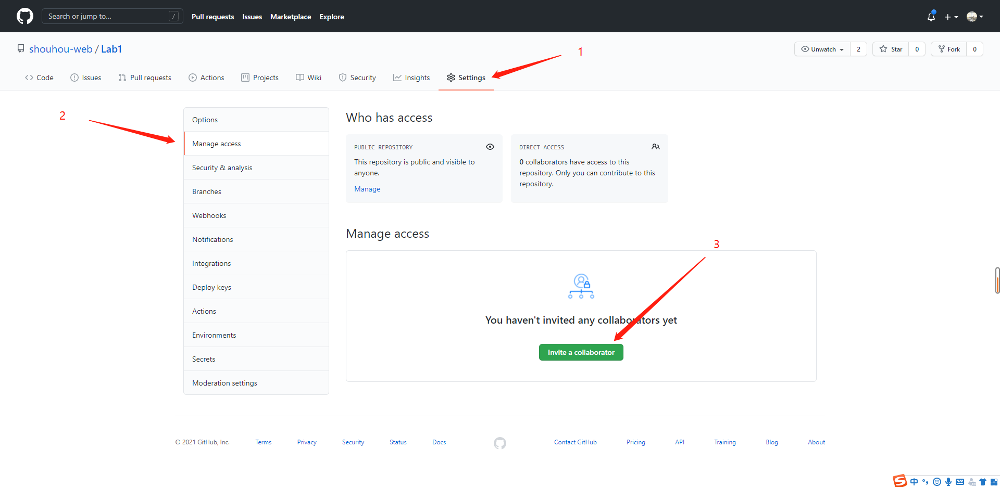 Search or jump to... /
Pull requests Issues Marketplace Explore
shouhou-web / Lab1
Unwatch 2 Star 0 Fork 0
1
Code Issues Pull requests Actions Projects Wiki Security Insights Settings
2
Options
Manage access
Security & analysis
Branches
Webhooks
Notifications
Integrations
Deploy keys
Actions
Environments
Secrets
Moderation settings
Who has access
PUBLIC REPOSITORY
This repository is public and visible to
anyone.
Manage
DIRECT ACCESS
0 collaborators have access to this
repository. Only you can contribute to this
repository.
Manage access
3
You haven't invited any collaborators yet
Invite a collaborator
© 2021 GitHub, Inc. Terms Privacy Security Status Docs Contact GitHub Pricing API Training Blog About
S 中